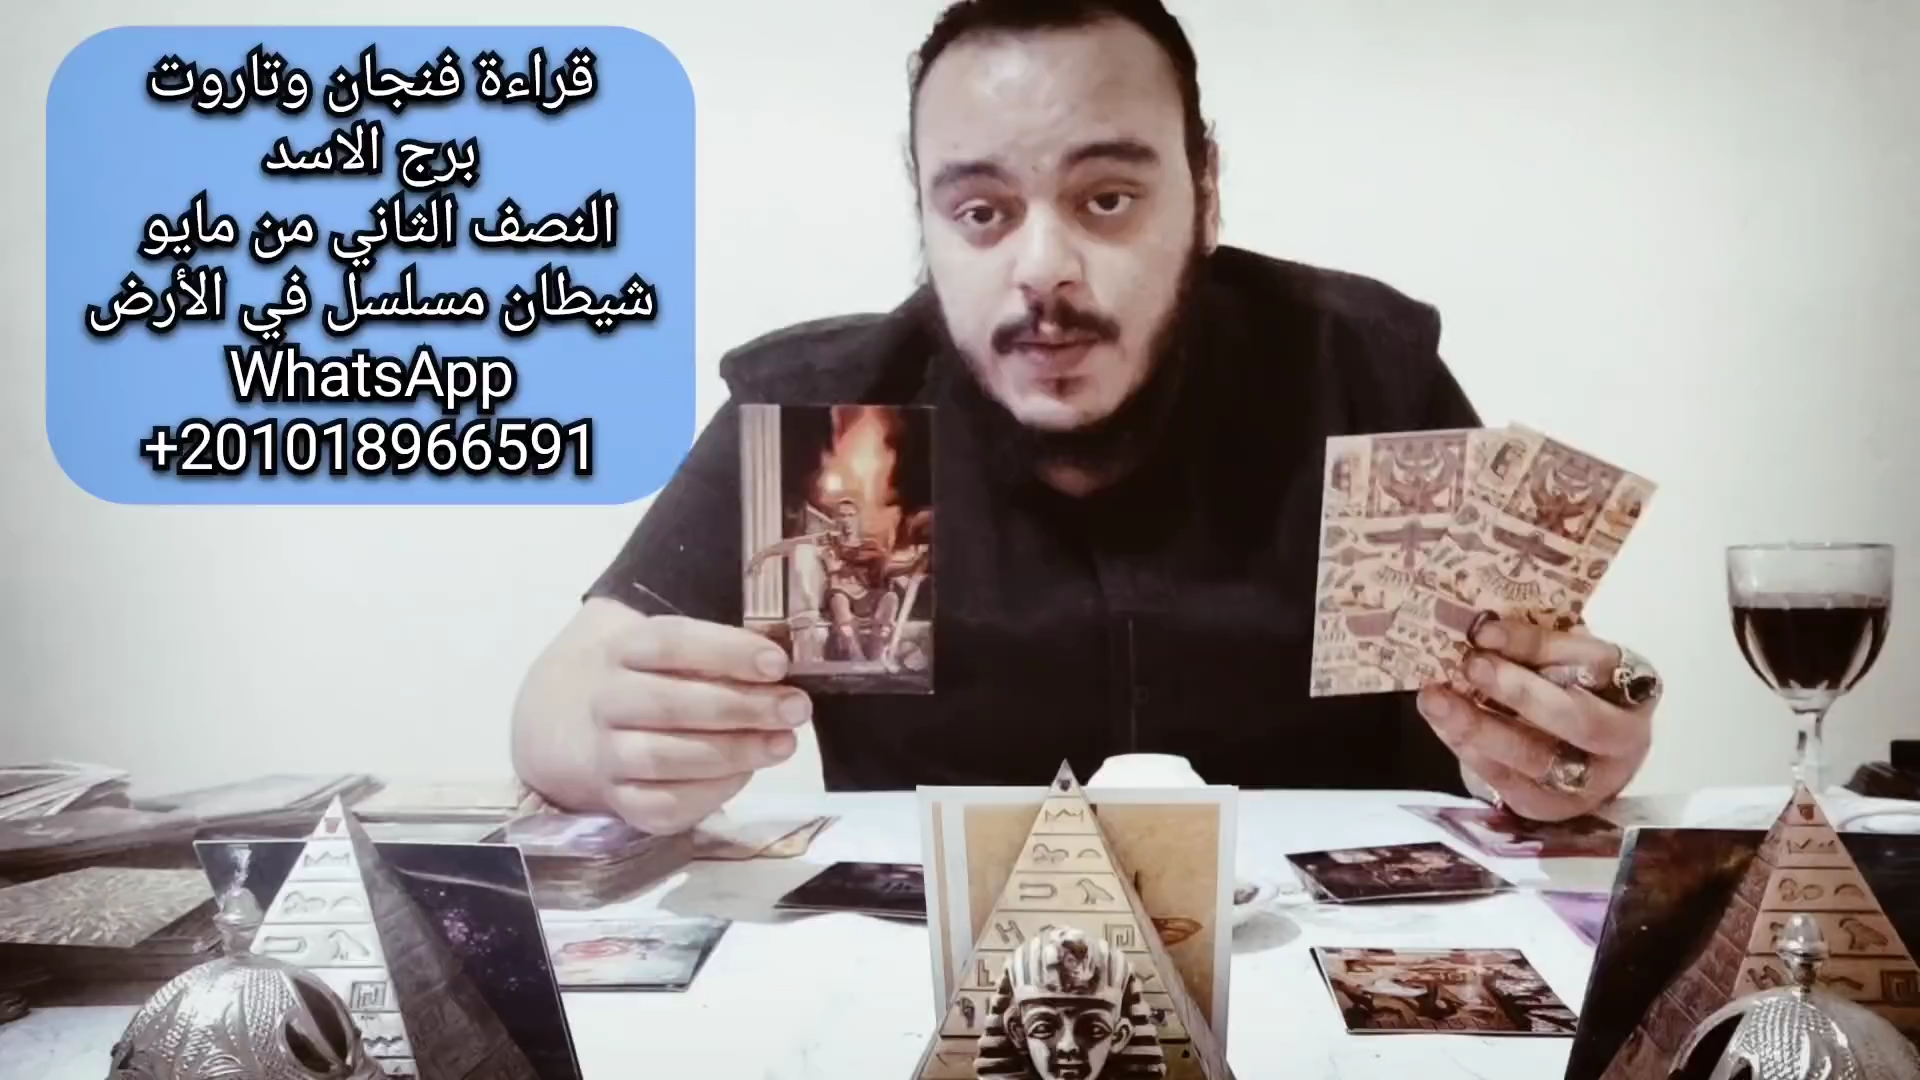 قراءة فنجان وتاروت
برج الاسد
النصف الثاني من مايو
شيطان مسلسل في الأرض
WhatsApp
+201018966591